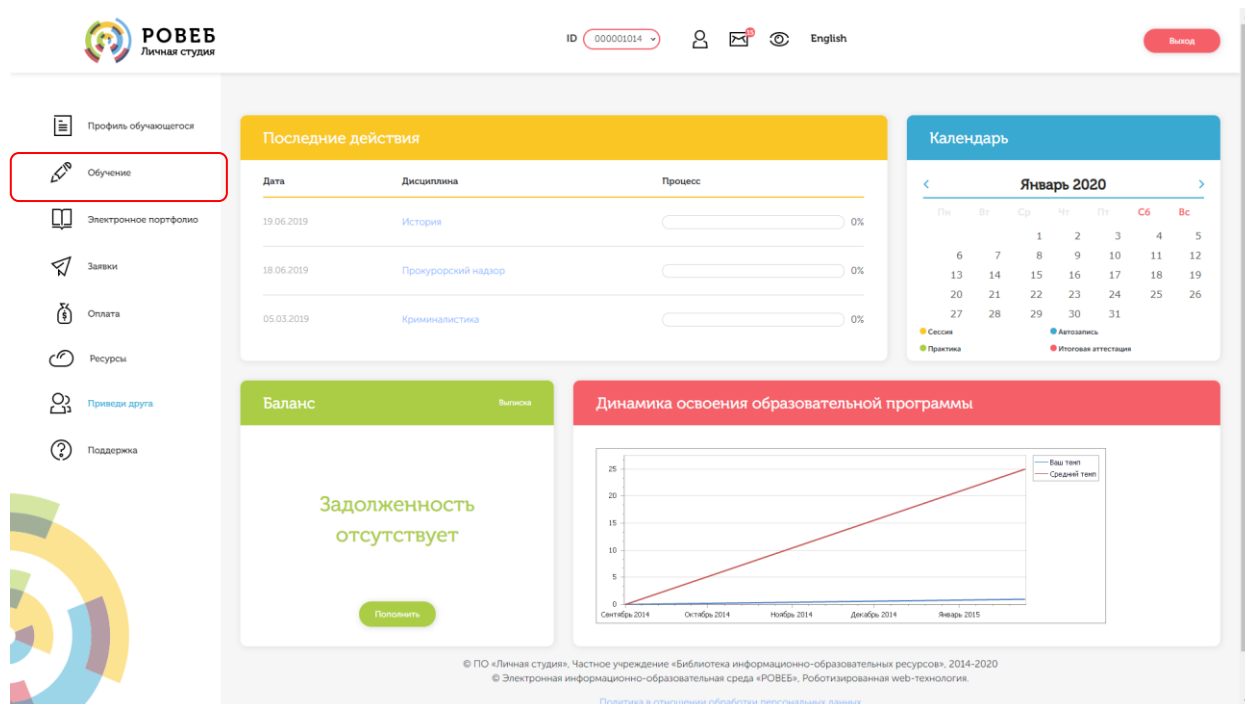 РОВЕБ
Личная студия
ID 000001014
English
Выход
Профиль обучающегося
Обучение
Электронное портфолио
Заявки
Оплата
Ресурсы
Приведи друга
Поддержка
Последние действия
Дата Дисциплина Процесс
19.06.2019 История 0%
18.06.2019 Прокурорский надзор 0%
05.03.2019 Криминалистика 0%
Календарь
Январь 2020
Пн Вт Ср Чт Пт Сб Вс
1 2 3 4 5
6 7 8 9 10 11 12
13 14 15 16 17 18 19
20 21 22 23 24 25 26
27 28 29 30 31
Сессия Автозапись
Практика Итоговая аттестация
Баланс Выписка
Задолженность
отсутствует
Пополнить
Динамика освоения образовательной программы
25
20
15
10
5
0
Сентябрь 2014 Октябрь 2014 Ноябрь 2014 Декабрь 2014 Январь 2015
Ваш темп
Средний темп
© ПО «Личная студия», Частное учреждение «Библиотека информационно-образовательных ресурсов», 2014-2020
© Электронная информационно-образовательная среда «РОВЕБ», Роботизированная web-технология.
Политика в отношении обработки персональных данных